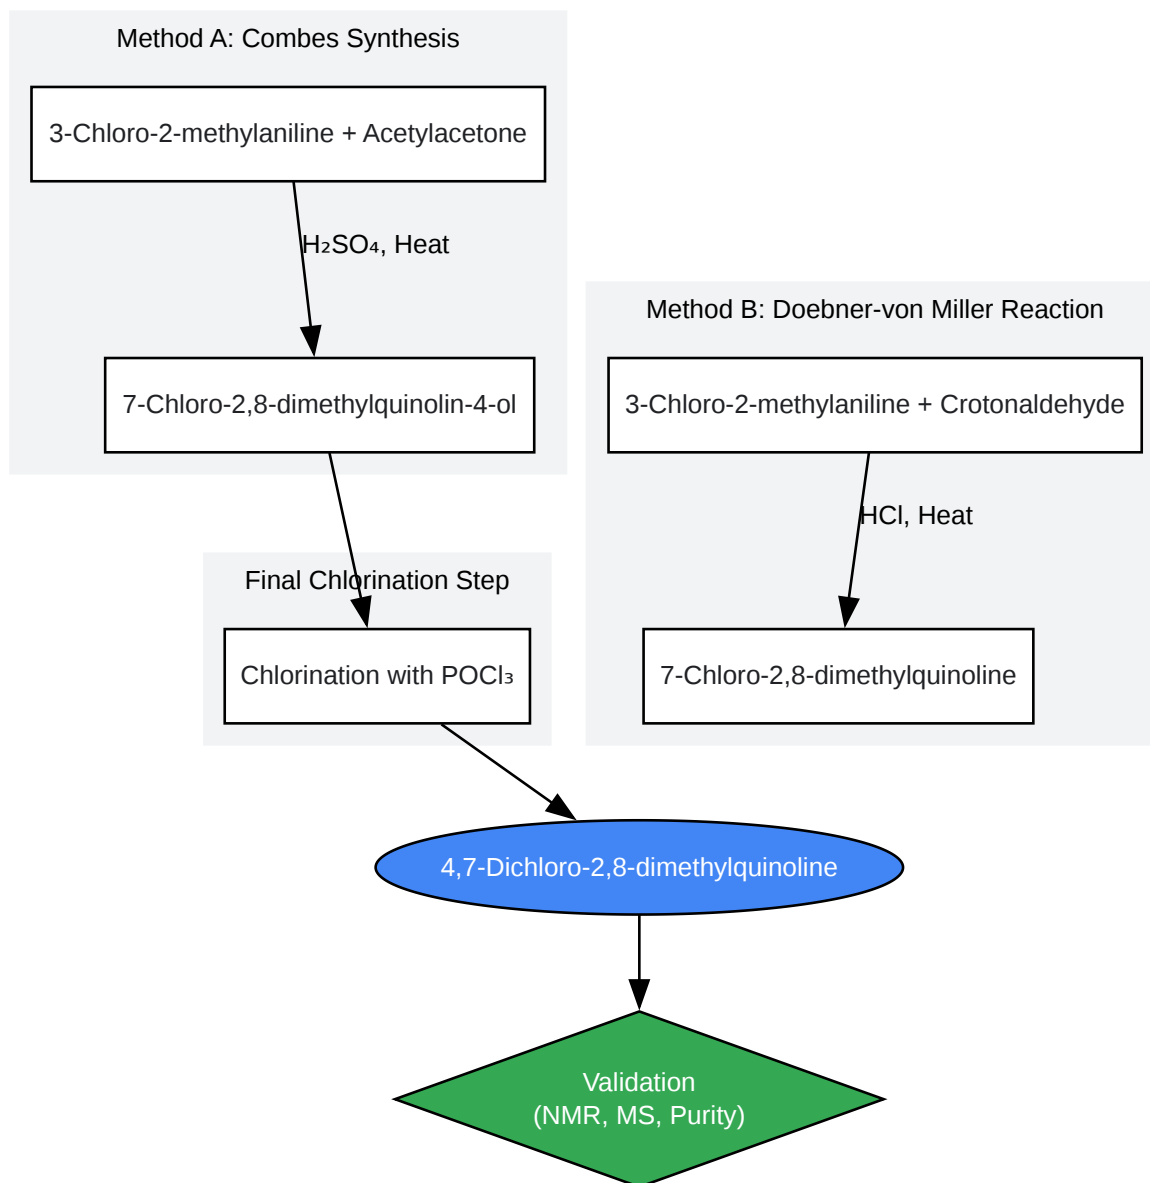 Method A: Combes Synthesis
3-Chloro-2-methylaniline + Acetylacetone
H₂SO₄, Heat
7-Chloro-2,8-dimethylquinolin-4-ol
Method B: Doebner-von Miller Reaction
3-Chloro-2-methylaniline + Crotonaldehyde
HCl, Heat
7-Chloro-2,8-dimethylquinoline
Final Chlorination Step
Chlorination with POCl₃
4,7-Dichloro-2,8-dimethylquinoline
Validation
(NMR, MS, Purity)